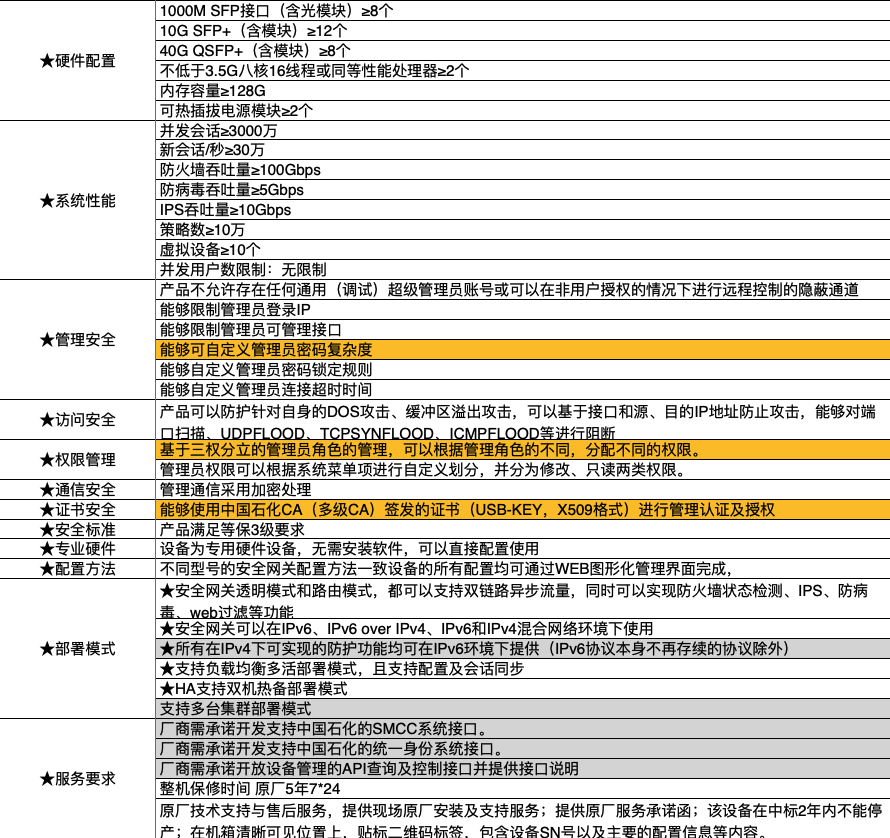 ★硬件配置
1000M SFP接口（含光模块）≥8个
10G SFP+（含模块）≥12个
40G QSFP+（含模块）≥8个
不低于3.5G八核16线程或同等性能处理器≥2个
内存容量≥128G
可热插拔电源模块≥2个
★系统性能
并发会话≥3000万
新会话/秒≥30万
防火墙吞吐量≥100Gbps
防病毒吞吐量≥5Gbps
IPS吞吐量≥10Gbps
策略数≥10万
虚拟设备≥10个
并发用户数限制：无限制
★管理安全
产品不允许存在任何通用（调试）超级管理员账号或可以在非用户授权的情况下进行远程控制的隐蔽通道
能够限制管理员登录IP
能够限制管理员可管理接口
能够可自定义管理员密码复杂度
能够自定义管理员密码锁定规则
能够自定义管理员连接超时时间
★访问安全
产品可以防护针对自身的DOS攻击、缓冲区溢出攻击，可以基于接口和源、目的IP地址防止攻击，能够对端
口扫描、UDPFLOOD、TCPSYNFLOOD、ICMPFLOOD等进行阻断
★权限管理
基于三权分立的管理员角色的管理，可以根据管理角色的不同，分配不同的权限。
管理员权限可以根据系统菜单项进行自定义划分，并分为修改、只读两类权限。
★通信安全
管理通信采用加密处理
★证书安全
能够使用中国石化CA（多级CA）签发的证书（USB-KEY，X509格式）进行管理认证及授权
★安全标准
产品满足等保3级要求
★专业硬件
设备为专用硬件设备，无需安装软件，可以直接配置使用
★配置方法
不同型号的安全网关配置方法一致设备的所有配置均可通过WEB图形化管理界面完成，
★部署模式
★安全网关透明模式和路由模式，都可以支持双链路异步流量，同时可以实现防火墙状态检测、IPS、防病
毒、web过滤等功能
★安全网关可以在IPv6、IPv6 over IPv4、IPv6和IPv4混合网络环境下使用
★所有在IPv4下可实现的防护功能均可在IPv6环境下提供（IPv6协议本身不再存续的协议除外）
★支持负载均衡多活部署模式，且支持配置及会话同步
★HA支持双机热备部署模式
支持多台集群部署模式
★服务要求
厂商需承诺开发支持中国石化的SMCC系统接口。
厂商需承诺开发支持中国石化的统一身份系统接口。
厂商需承诺开放设备管理的API查询及控制接口并提供接口说明
整机保修时间 原厂5年7*24
原厂技术支持与售后服务，提供现场原厂安装及支持服务；提供原厂服务承诺函；该设备在中标2年内不能停
产；在机箱清晰可见位置上，贴标二维码标签，包含设备SN号以及主要的配置信息等内容。